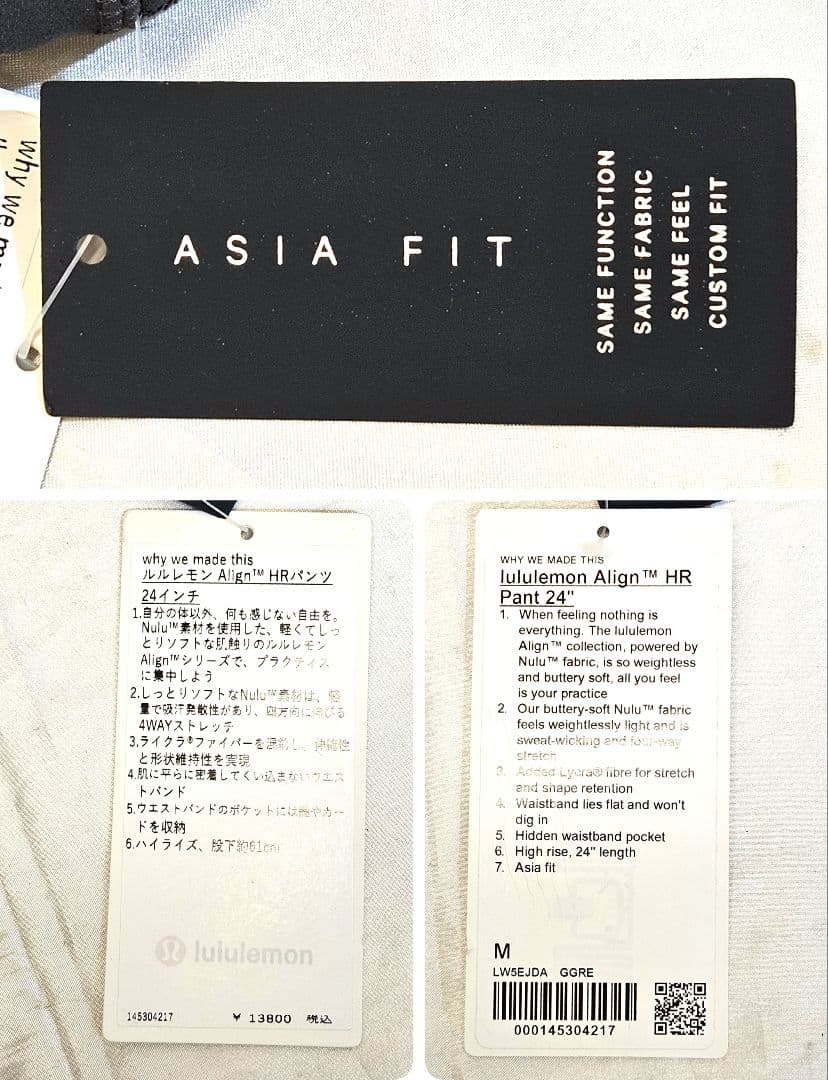 why we m
ASIA FIT
SAME FUNCTION
SAME FABRIC
SAME FEEL
CUSTOM FIT
why we made this
ルルレモン Align™ HRパンツ
24インチ
1.自分の体以外、何も感じない自由を。
Nulu™素材を使用した、軽くてしっ
とりソフトな肌触りのルルレモン
Align™シリーズで、プラクティス
に集中しよう
2.しっとりソフトなNulu™素材は、軽
量で吸汗発散性があり、四方向に伸びる
4WAYストレッチ
3.ライクラ®ファイバーを混紡し、伸縮性
と形状維持性を実現
4.肌に平らに密着してくい込まないウエス
トバンド
5.ウエストバンドのポケットには鍵やカー
ドを収納
6.ハイライズ、股下約61cm
lululemon
145304217 ¥ 13800 税込
WHY WE MADE THIS
lululemon Align™ HR
Pant 24"
1. When feeling nothing is
everything. The lululemon
Align™ collection, powered by
Nulu™ fabric, is so weightless
and buttery soft, all you feel
is your practice
2. Our buttery-soft Nulu™ fabric
feels weightlessly light and is
sweat-wicking and four-way
stretch
3. Added Lycra® fibre for stretch
and shape retention
4. Waistband lies flat and won't
dig in
5. Hidden waistband pocket
6. High rise, 24" length
7. Asia fit
M
LW5EJDA GGRE
000145304217